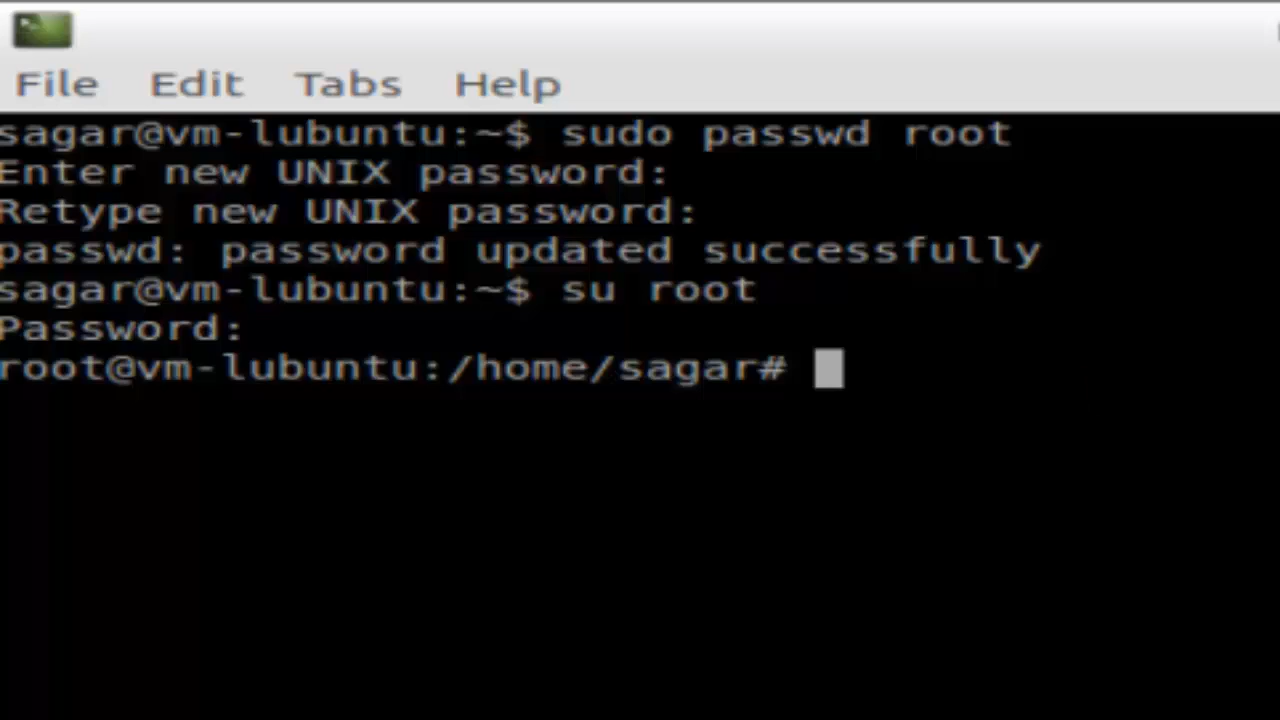 File Edit Tabs Help
sagar@vm-lubuntu:~$ sudo passwd root
Enter new UNIX password:
Retype new UNIX password:
passwd: password updated successfully
sagar@vm-lubuntu:~$ su root
Password:
root@vm-lubuntu:/home/sagar#